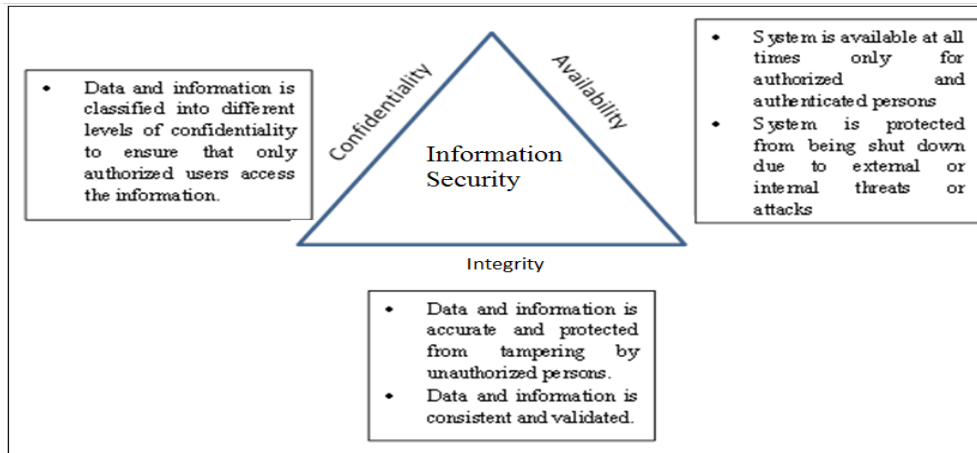 • Data and information is
classified into different
levels of confidentiality
to ensure that only
authorized users access
the information.
Confidentiality
Availability
• System is available at all
times only for
authorized and
authenticated persons
• System is protected
from being shut down
due to external or
internal threats or
attacks
Information
Security
Integrity
• Data and information is
accurate and protected
from tampering by
unauthorized persons.
• Data and information is
consistent and validated.